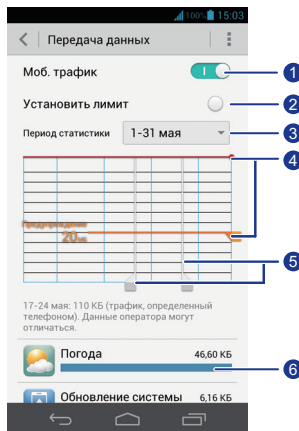 100% 15:03
Передача данных
Моб. трафик
1
Установить лимит
2
Период статистики
1-31 мая
3
4
Предупреждение
20МБ
5
17-24 мая: 110 КБ (трафик, определенный
телефоном). Данные оператора могут
отличаться.
Погода 46,60 КБ
6
Обновление системы 6,16 КБ